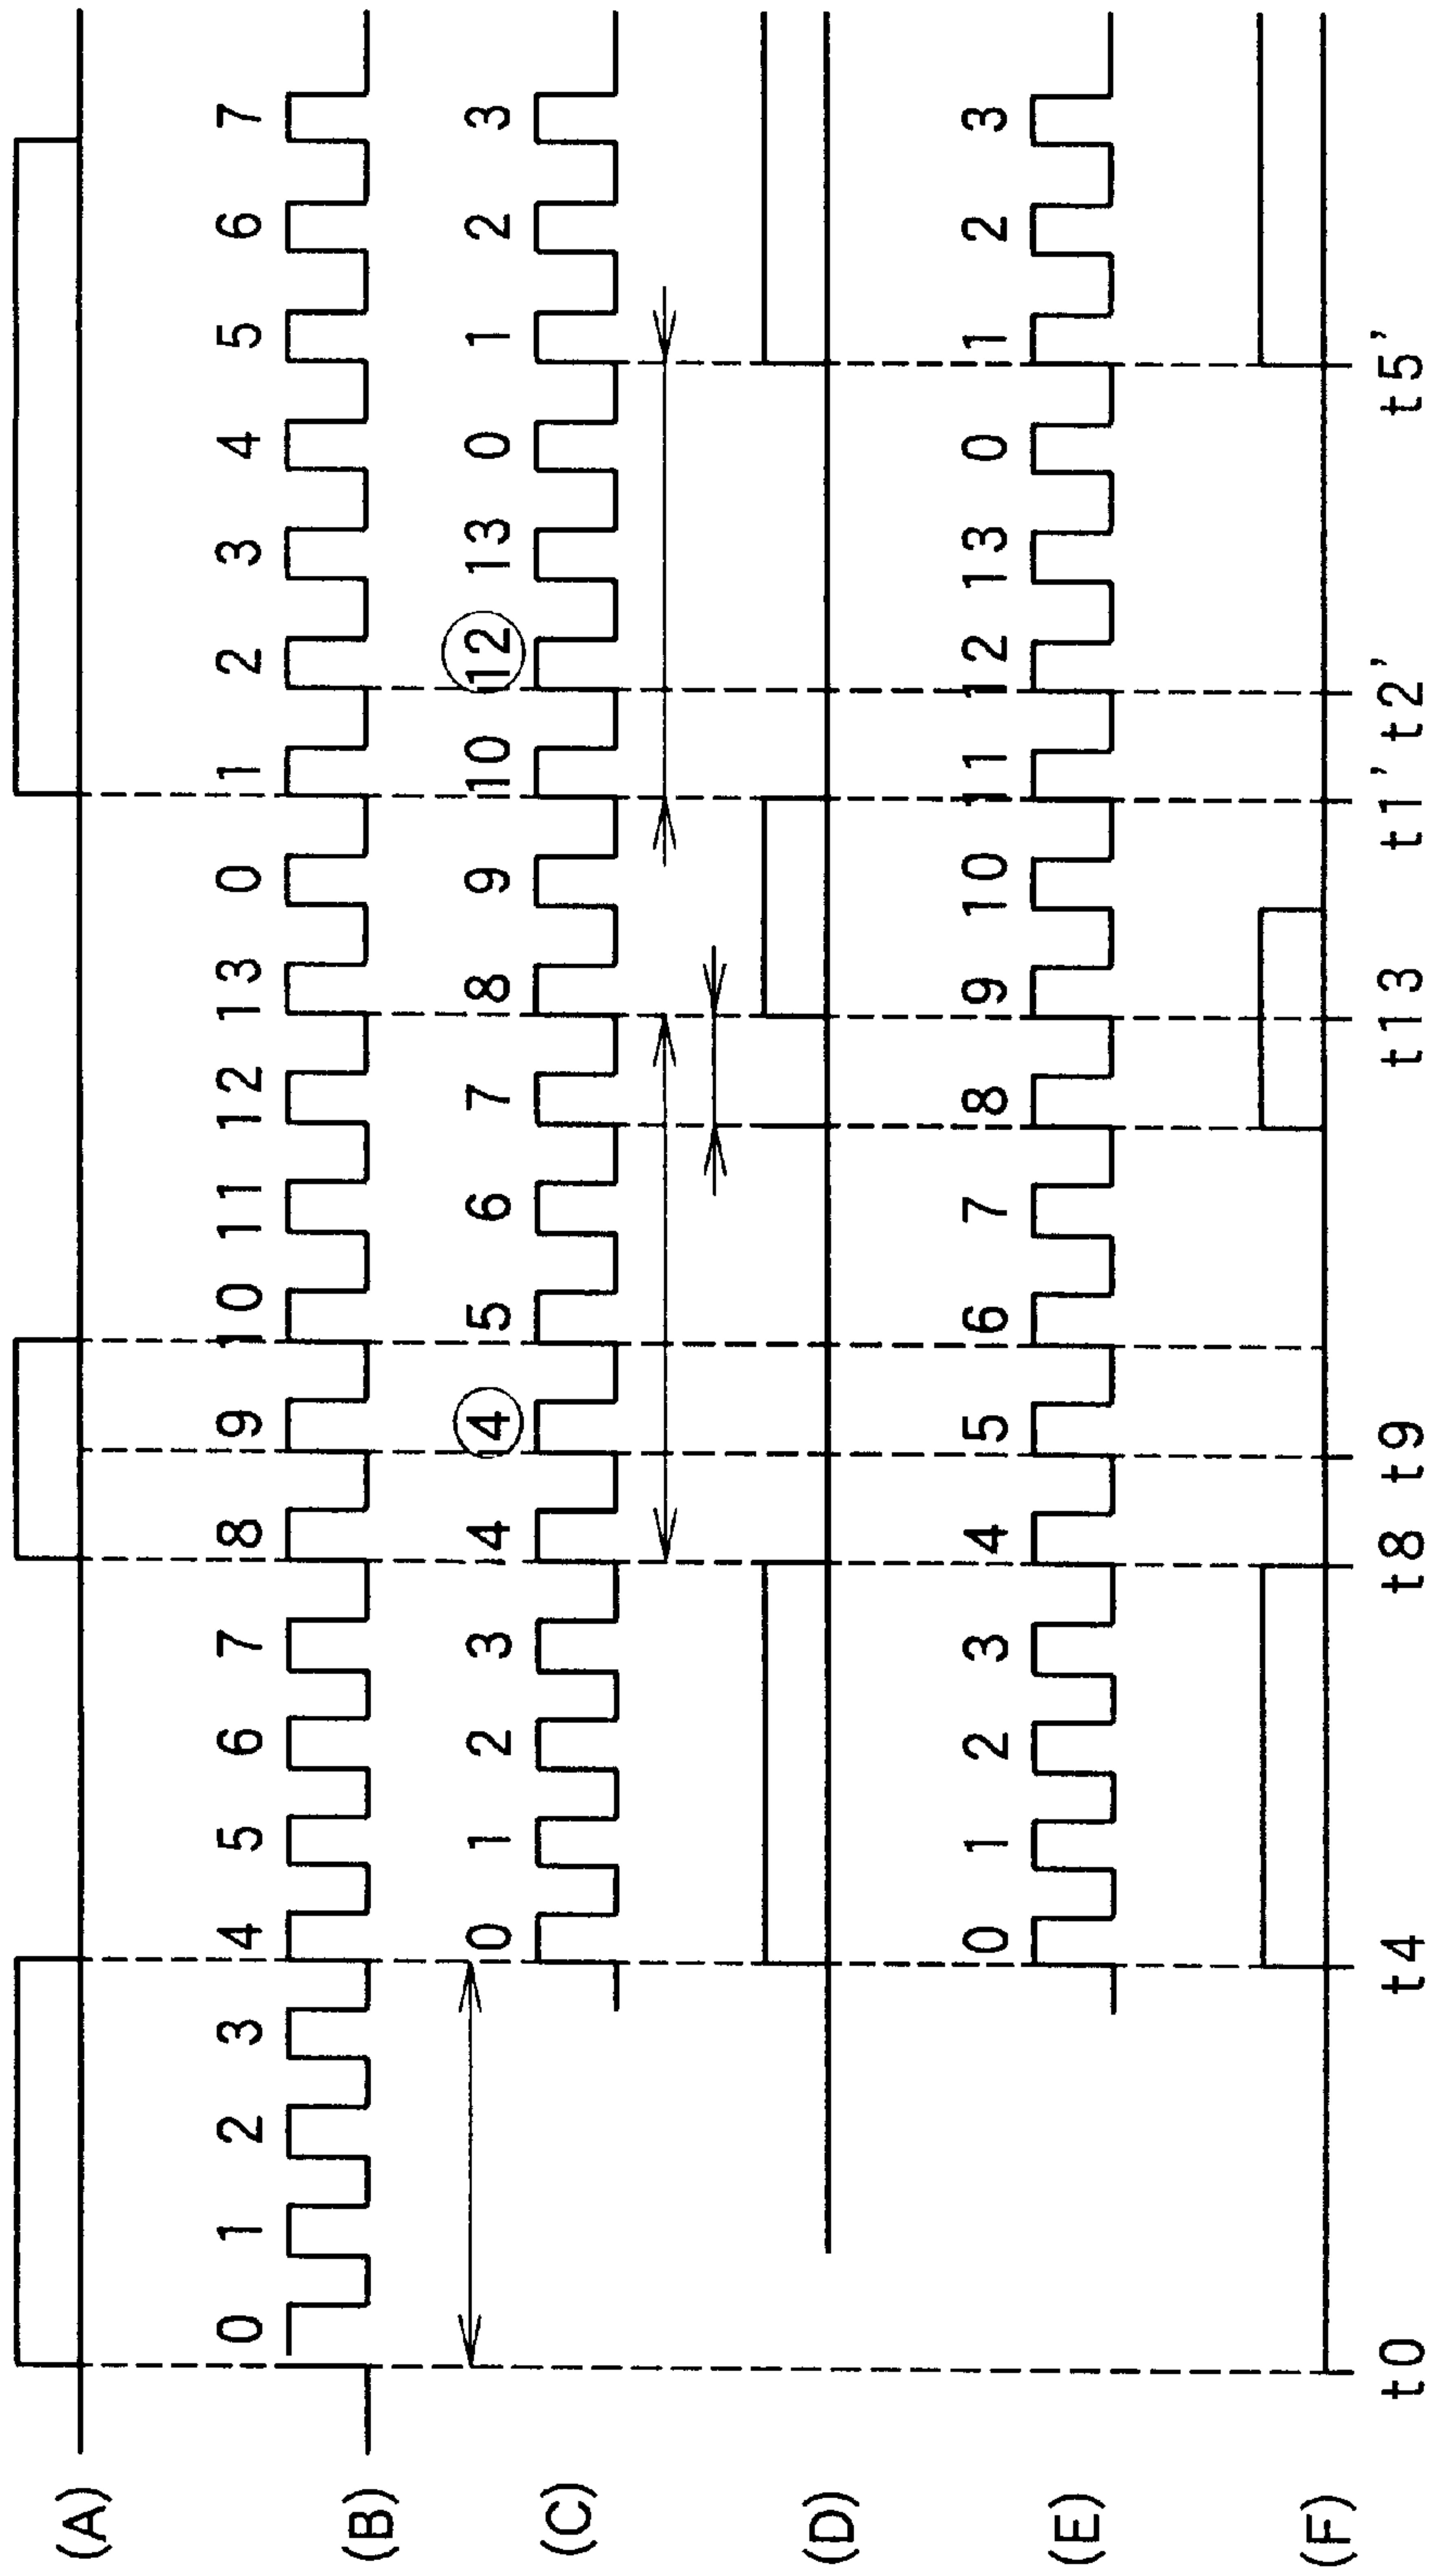 (A)
(B) 0 1 2 3 4 5 6 7 8 9 10 11 12 13 0 1 2 3 4 5 6 7
(C) 0 1 2 3 4 4 5 6 7 8 9 10 12 13 0 1 2 3
(D)
(E) 0 1 2 3 4 5 6 7 8 9 10 11 12 13 0 1 2 3
(F)
t0 t4 t8 t9 t13 t1' t2' t5'